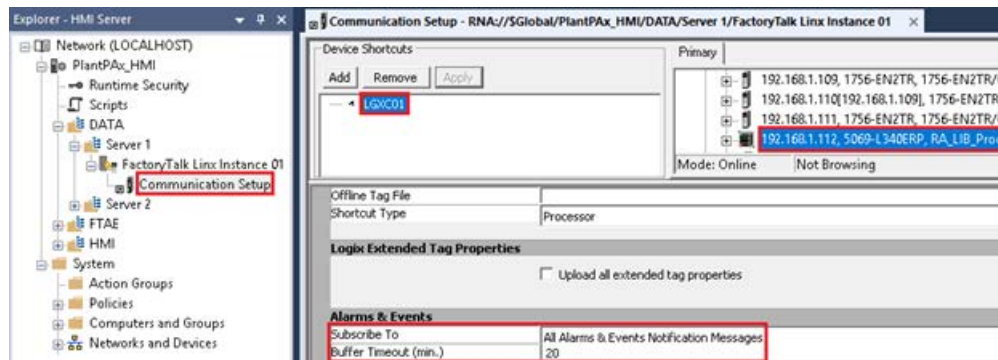 Explorer - HMI Server
Network (LOCALHOST)
PlantPAx_HMI
Runtime Security
Scripts
DATA
Server 1
FactoryTalk Linx Instance 01
Communication Setup
Server 2
FTAE
HMI
System
Action Groups
Policies
Computers and Groups
Networks and Devices
Communication Setup - RNA://$Global/PlantPAx_HMI/DATA/Server 1/FactoryTalk Linx Instance 01
Device Shortcuts
Add Remove Apply
LGXC01
Primary
192.168.1.109, 1756-EN2TR, 1756-EN2TR/
192.168.1.110[192.168.1.109], 1756-EN2TR
192.168.1.111, 1756-EN2TR, 1756-EN2TR/
192.168.1.112, 5069-L340ERP, RA_LIB_Pro
Mode: Online Not Browsing
Offline Tag File
Shortcut Type Processor
Logix Extended Tag Properties
Upload all extended tag properties
Alarms & Events
Subscribe To All Alarms & Events Notification Messages
Buffer Timeout (min.) 20